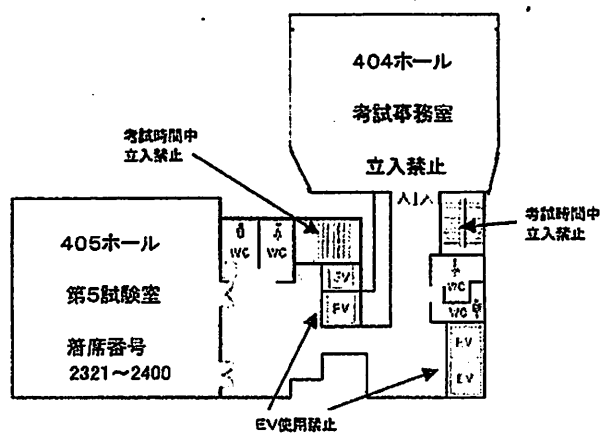 404ホール
考試事務室
立入禁止
考試時間中
立入禁止
考試時間中
立入禁止
405ホール
第5試験室
着席番号
2321～2400
WC
WC
WC
WC
EV
EV
EV
EV
EV使用禁止